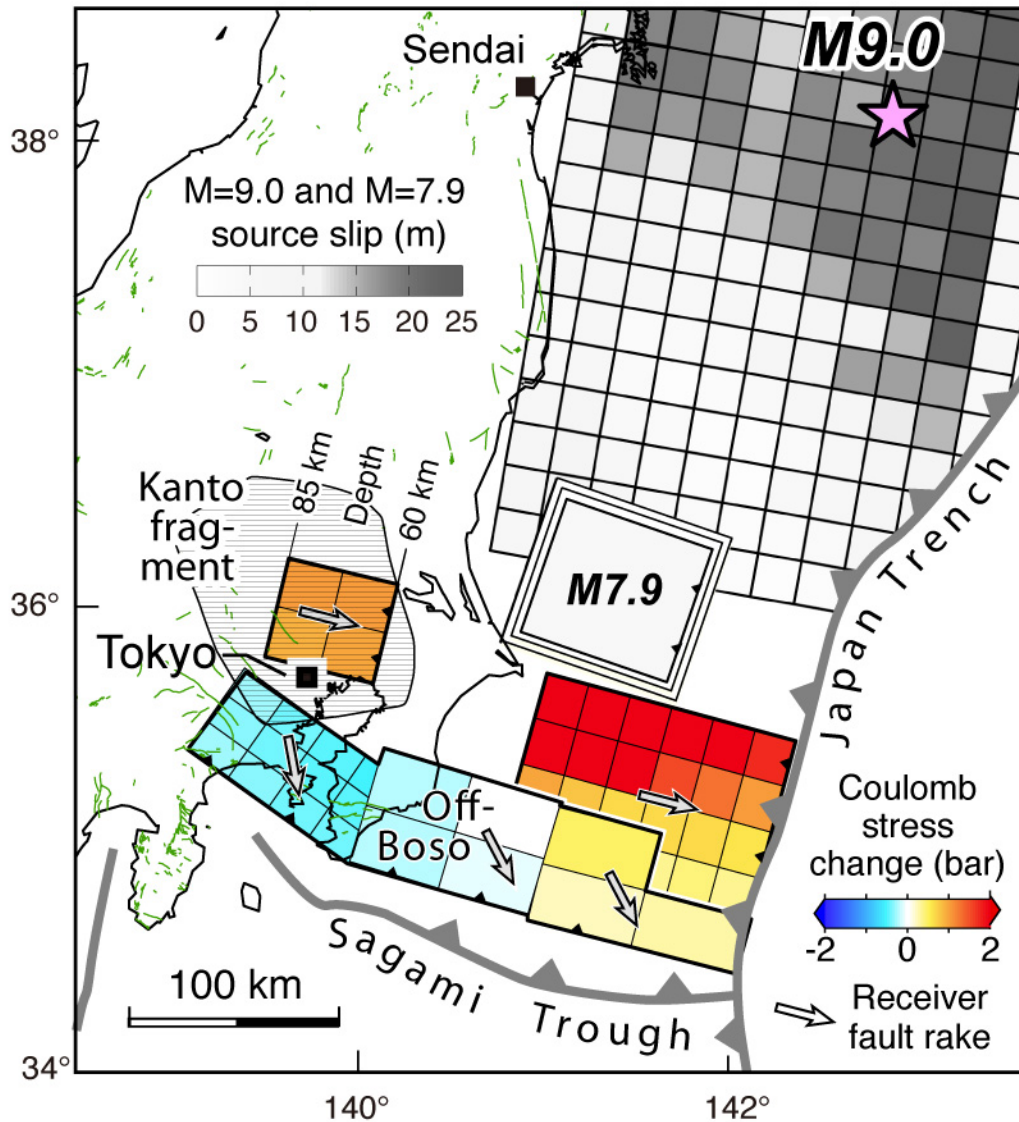 M9.0
Sendai
38°
M=9.0 and M=7.9
source slip (m)
0 5 10 15 20 25
Kanto
frag-
ment
85 km
Depth
60 km
36°
M7.9
Tokyo
Japan Trench
Off-
Boso
Coulomb
stress
change (bar)
-2 0 2
Sagami Trough
100 km
Receiver
fault rake
34°
140° 142°